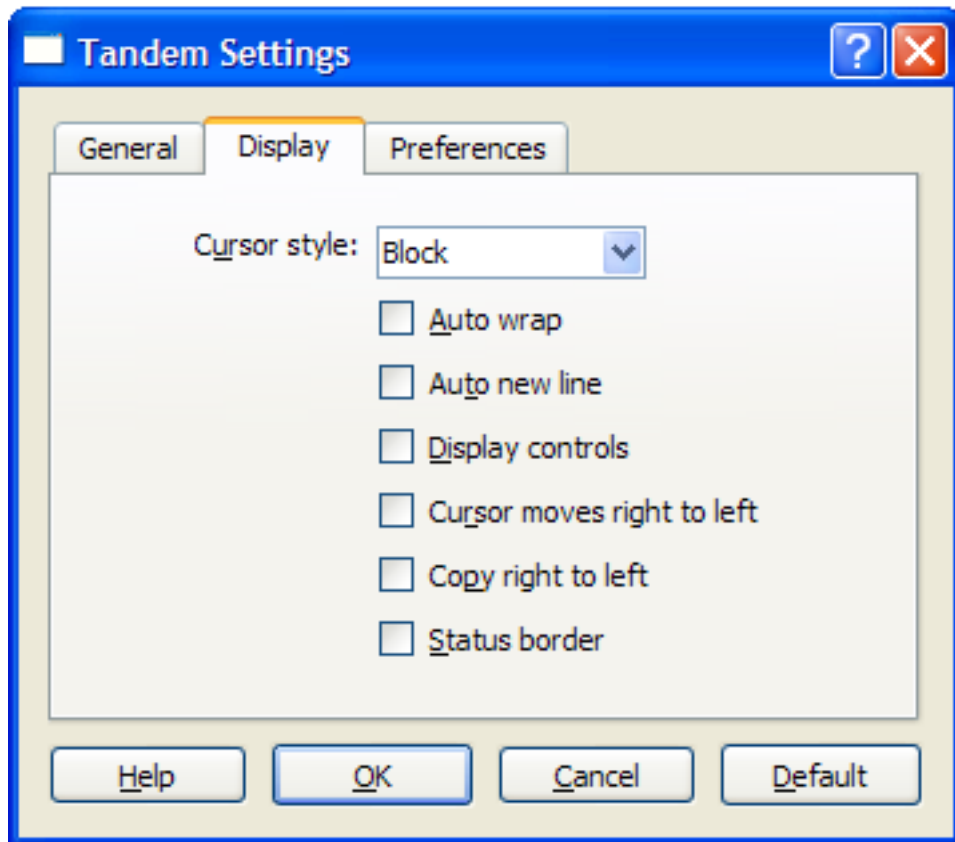 Tandem Settings
General Display Preferences
Cursor style: Block
Auto wrap
Auto new line
Display controls
Cursor moves right to left
Copy right to left
Status border
Help OK Cancel Default